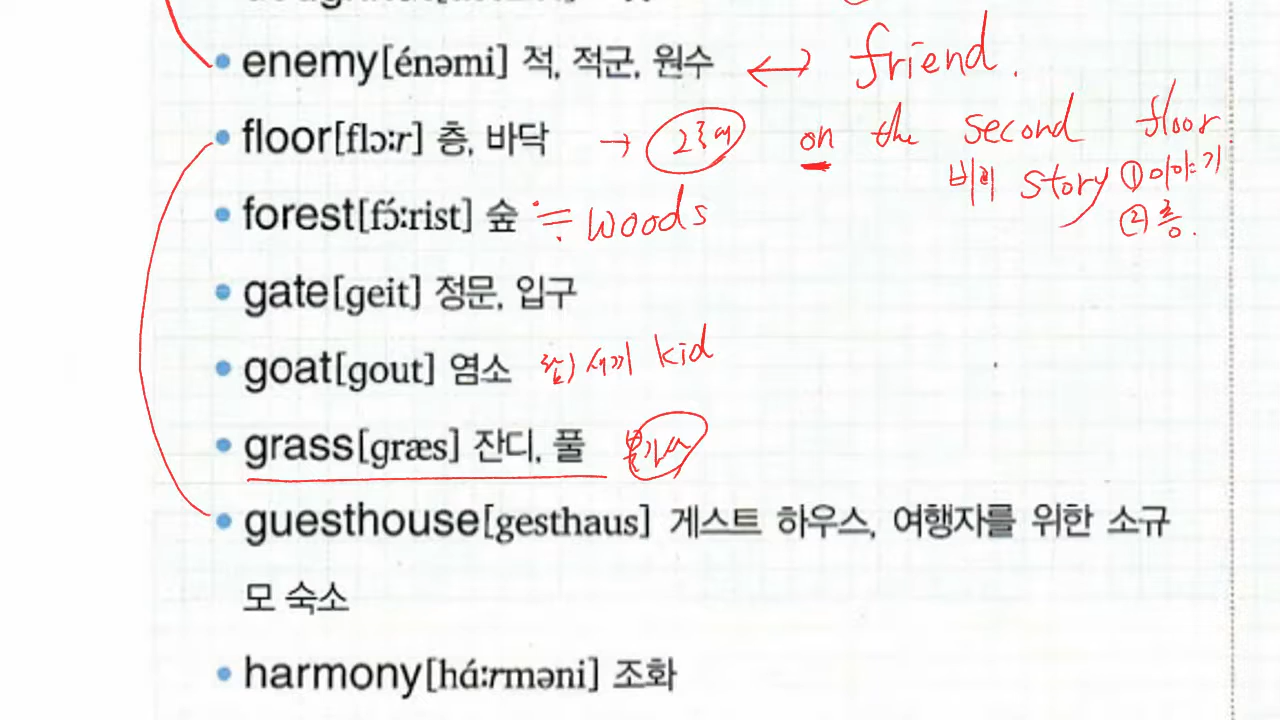 enemy[énəmi] 적, 적군, 원수 ↔ friend.
floor[flɔːr] 층, 바닥 → 2층에 on the second floor
비교 story ①이야기
②층.
forest[fɔ́ːrist] 숲 ≒ woods
gate[geit] 정문, 입구
goat[gout] 염소 참) 새끼 kid
grass[græs] 잔디, 풀
guesthouse[gesthaus] 게스트 하우스, 여행자를 위한 소규
모 숙소
harmony[hɑ́ːrməni] 조화